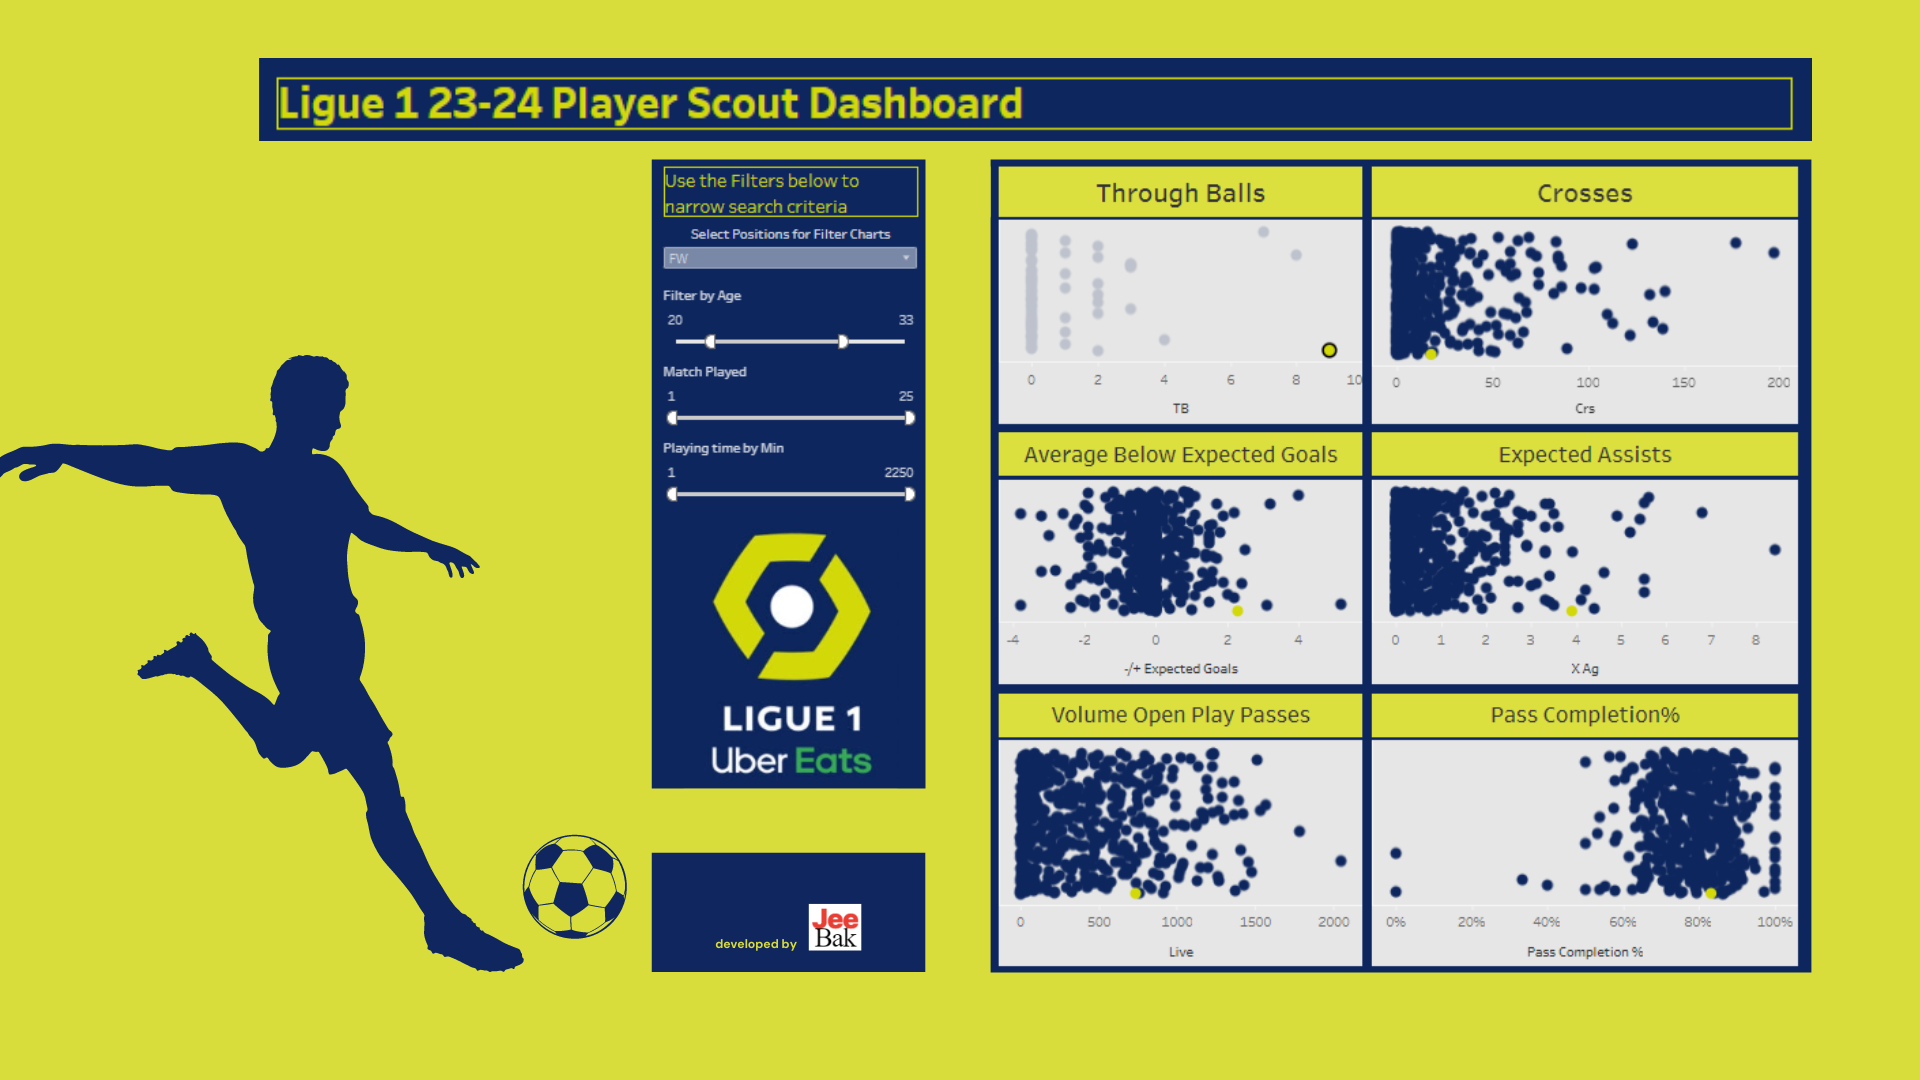 Ligue 1 23-24 Player Scout Dashboard
Use the Filters below to
narrow search criteria
Select Positions for Filter Charts
FW
Filter by Age
20 33
Match Played
1 25
Playing time by Min
1 2250
LIGUE 1
Uber Eats
developed by
Jee
Bak
Through Balls
0 2 4 6 8 10
TB
Crosses
0 50 100 150 200
Crs
Average Below Expected Goals
-4 -2 0 2 4
-/+ Expected Goals
Expected Assists
0 1 2 3 4 5 6 7 8
X Ag
Volume Open Play Passes
0 500 1000 1500 2000
Live
Pass Completion%
0% 20% 40% 60% 80% 100%
Pass Completion %